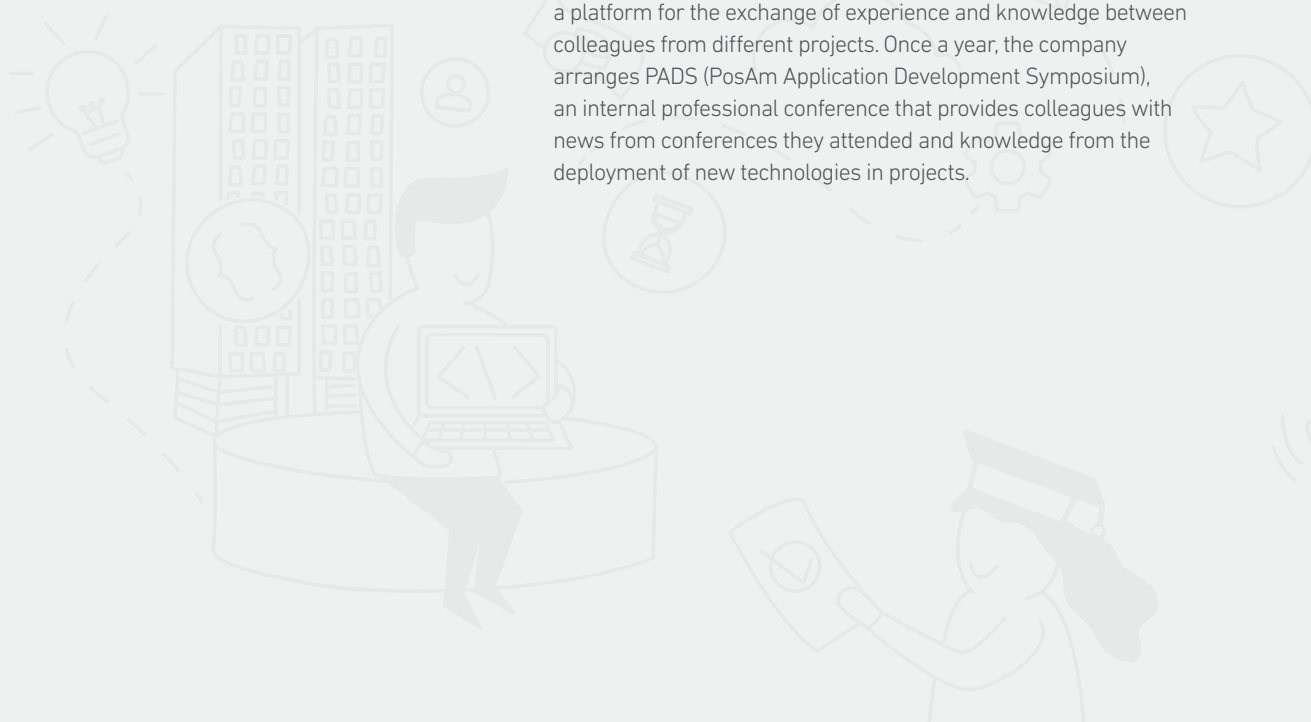 a platform for the exchange of experience and knowledge between
colleagues from different projects. Once a year, the company
arranges PADS (PosAm Application Development Symposium),
an internal professional conference that provides colleagues with
news from conferences they attended and knowledge from the
deployment of new technologies in projects.